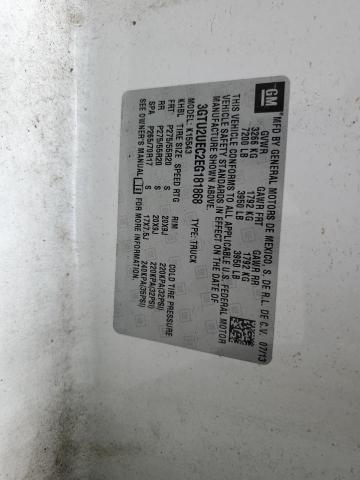 GM
MFD BY GENERAL MOTORS DE MEXICO, S. DE R.L. DE C.V. 07/13
GVWR GAWR FRT GAWR RR
3266 KG 1792 KG 1792 KG
7200 LB 3950 LB 3950 LB
THIS VEHICLE CONFORMS TO ALL APPLICABLE U.S. FEDERAL MOTOR
VEHICLE SAFETY STANDARDS IN EFFECT ON THE DATE OF
MANUFACTURE SHOWN ABOVE.
3GTU2UEC2EG181868 TYPE: TRUCK
MODEL: K15543
KHBL TIRE SIZE SPEED RTG RIM COLD TIRE PRESSURE
FRT P275/55R20 S 20X9J 220KPA(32PSI)
RR P275/55R20 S 20X9J 220KPA(32PSI)
SPA P265/70R17 S 17X7.5J 240KPA(35PSI)
SEE OWNER'S MANUAL FOR MORE INFORMATION.